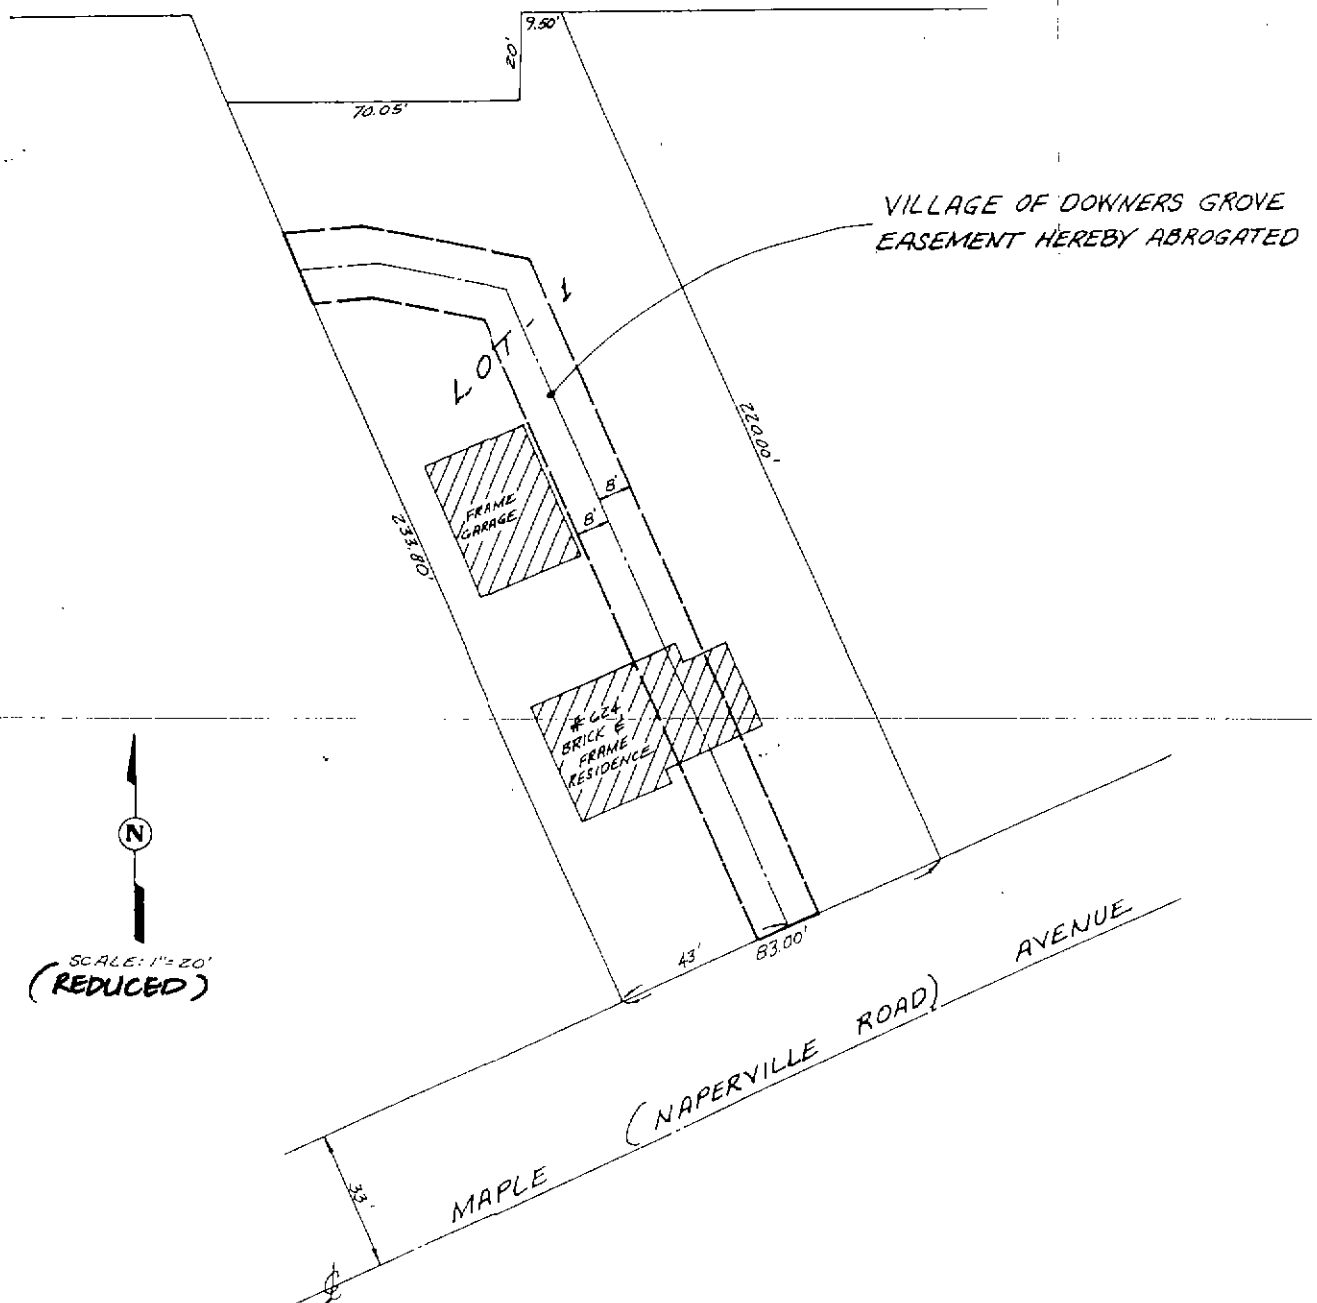 9.50'
20'
70.05'
VILLAGE OF DOWNERS GROVE
EASEMENT HEREBY ABROGATED
LOT - 1
220.00'
8'
8'
FRAME
GARAGE
233.80'
# 624
BRICK &
FRAME
RESIDENCE
N
SCALE: 1"=20'
(REDUCED)
43'
83.00'
MAPLE (NAPERVILLE ROAD) AVENUE
33'
℄